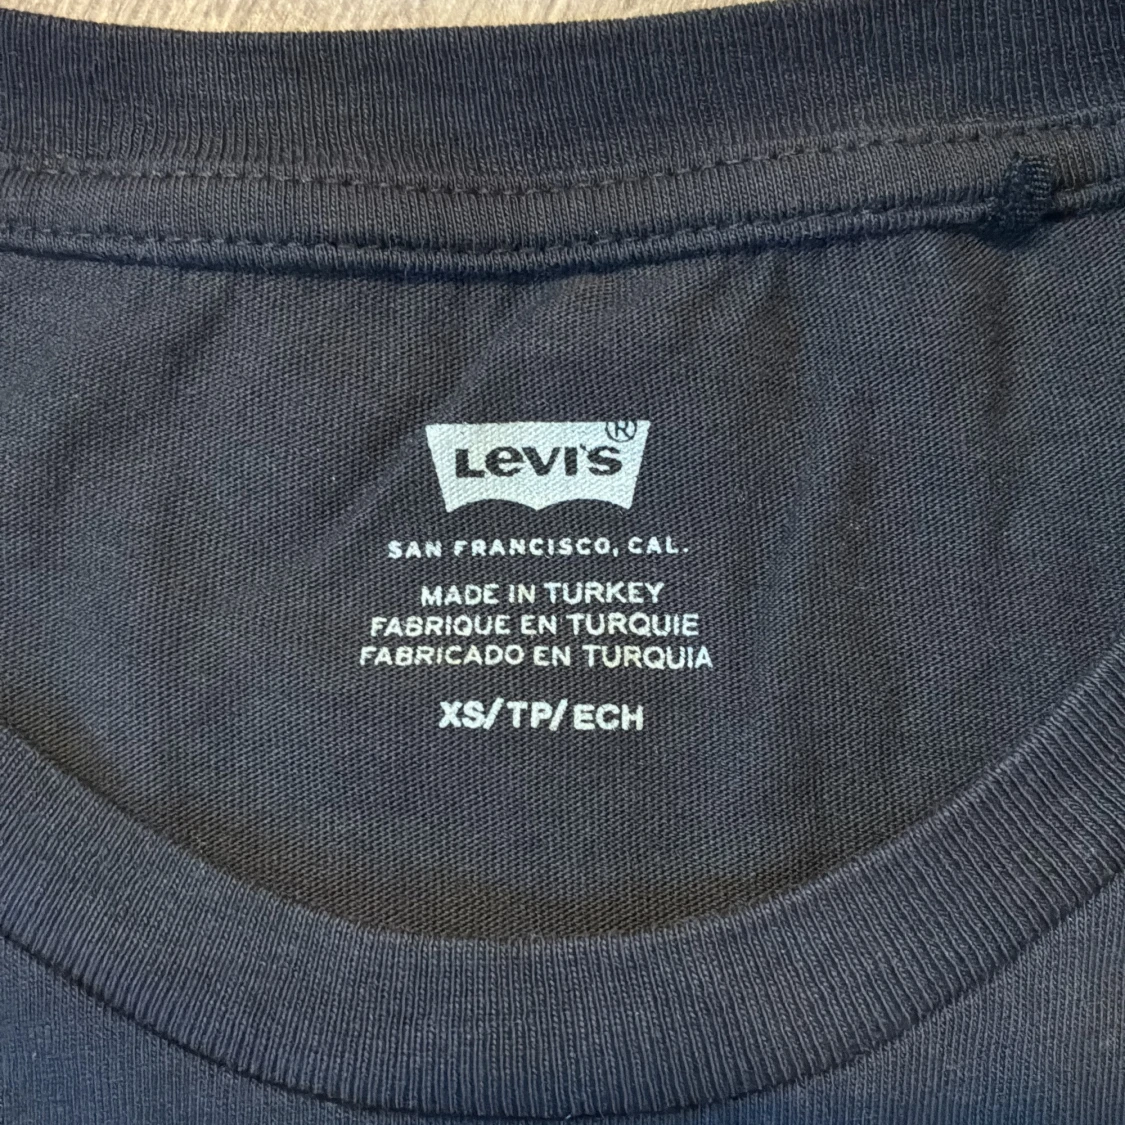 Levi's®
SAN FRANCISCO, CAL.
MADE IN TURKEY
FABRIQUE EN TURQUIE
FABRICADO EN TURQUIA
XS/TP/ECH